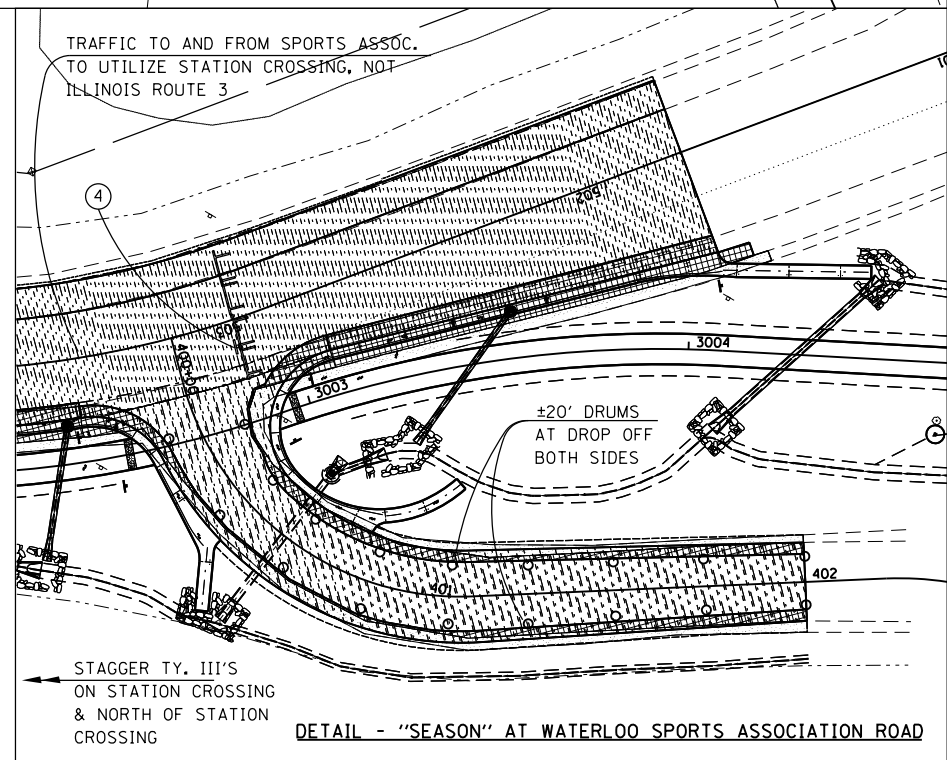 TRAFFIC TO AND FROM SPORTS ASSOC.
TO UTILIZE STATION CROSSING, NOT
ILLINOIS ROUTE 3
4
502
3004
3003
±20' DRUMS
AT DROP OFF
BOTH SIDES
401
402
STAGGER TY. III'S
ON STATION CROSSING
& NORTH OF STATION
CROSSING
DETAIL - "SEASON" AT WATERLOO SPORTS ASSOCIATION ROAD